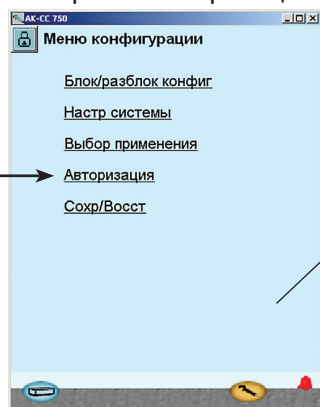 AK-CC 750
Меню конфигурации
Блок/разблок конфиг
Настр системы
Выбор применения
Авторизация
Сохр/Восст